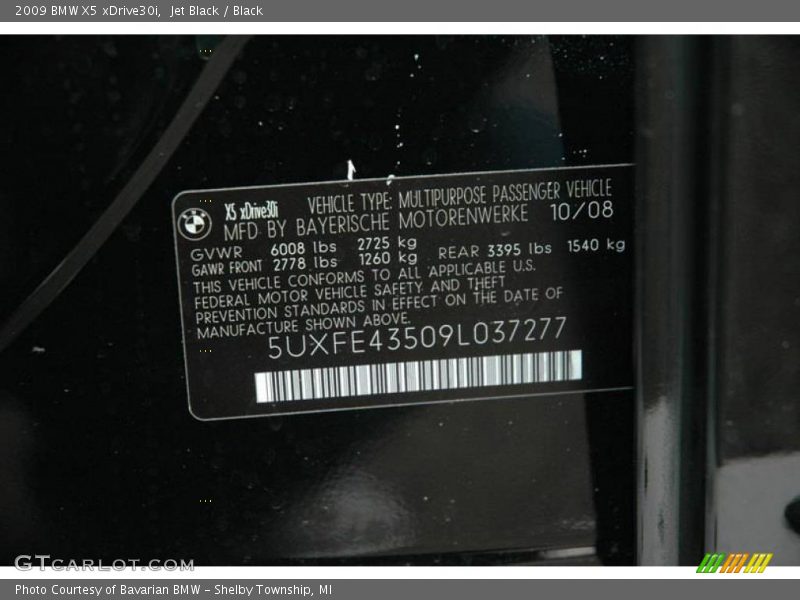 2009 BMW X5 xDrive30i, Jet Black / Black
X5 xDrive30i VEHICLE TYPE: MULTIPURPOSE PASSENGER VEHICLE
MFD BY BAYERISCHE MOTORENWERKE 10/08
GVWR 6008 lbs 2725 kg
GAWR FRONT 2778 lbs 1260 kg REAR 3395 lbs 1540 kg
THIS VEHICLE CONFORMS TO ALL APPLICABLE U.S.
FEDERAL MOTOR VEHICLE SAFETY AND THEFT
PREVENTION STANDARDS IN EFFECT ON THE DATE OF
MANUFACTURE SHOWN ABOVE.
5UXFE43509L037277
GTCARLOT.COM
Photo Courtesy of Bavarian BMW – Shelby Township, MI